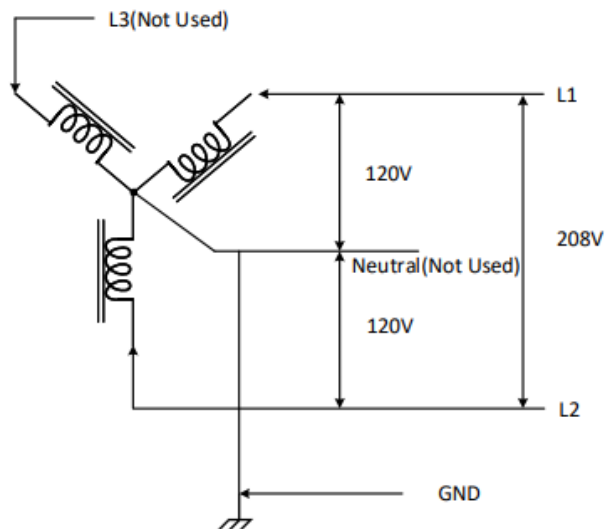 L3(Not Used)
L1
120V
208V
Neutral(Not Used)
120V
L2
GND